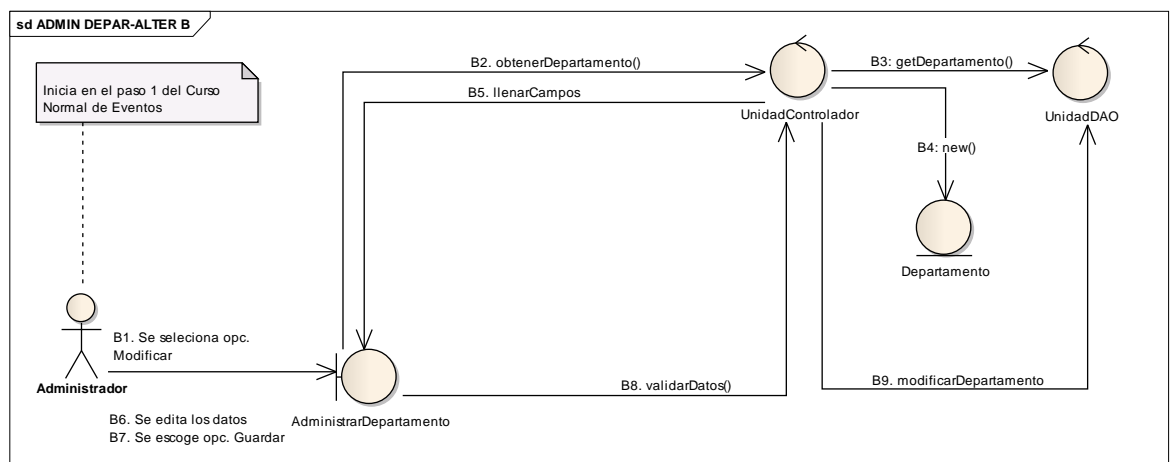 sd ADMIN DEPAR-ALTER B
Inicia en el paso 1 del Curso
Normal de Eventos
B2. obtenerDepartamento()
B5. llenarCampos
UnidadControlador
B3: getDepartamento()
UnidadDAO
B4: new()
Departamento
B1. Se seleciona opc.
Modificar
Administrador
B6. Se edita los datos
B7. Se escoge opc. Guardar
AdministrarDepartamento
B8. validarDatos()
B9. modificarDepartamento